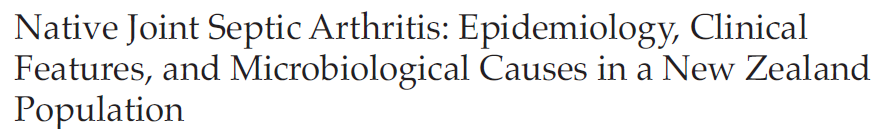 Native Joint Septic Arthritis: Epidemiology, Clinical
Features, and Microbiological Causes in a New Zealand
Population